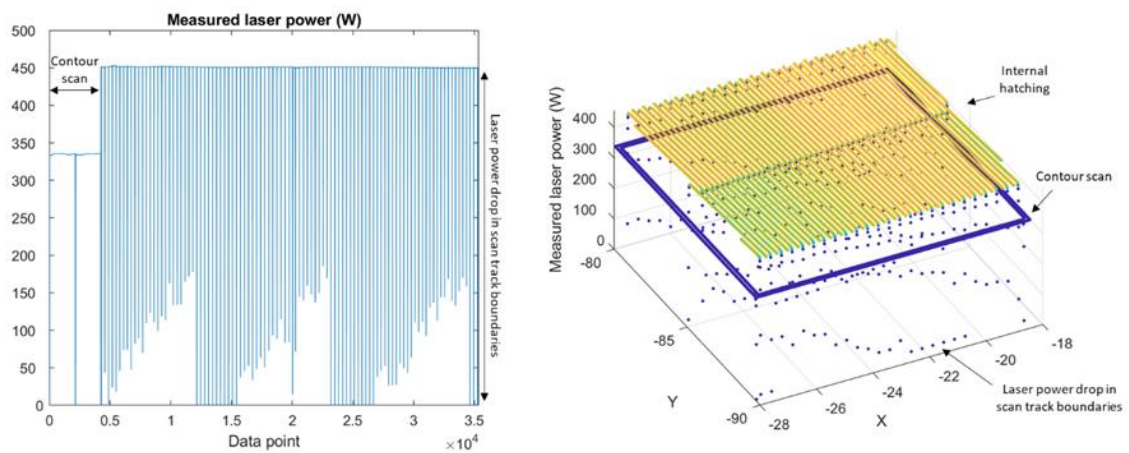 Measured laser power (W)
500
450
400
350
300
250
200
150
100
50
0
Contour
scan
Laser power drop in scan track boundaries
0
0.5
1
1.5
2
2.5
3
3.5
×10⁴
Data point
Measured laser power (W)
400
300
200
100
0
-80
-85
-90
Y
-28
-26
-24
-22
-20
-18
X
Internal
hatching
Contour scan
Laser power drop in
scan track boundaries